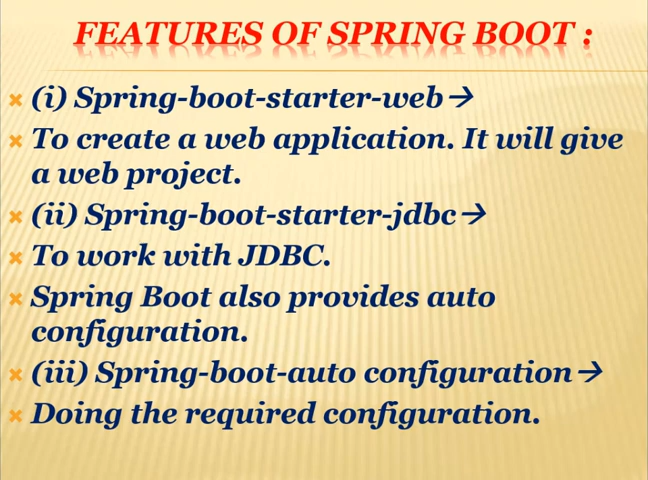 FEATURES OF SPRING BOOT :
(i) Spring-boot-starter-web→
To create a web application. It will give
a web project.
(ii) Spring-boot-starter-jdbc→
To work with JDBC.
Spring Boot also provides auto
configuration.
(iii) Spring-boot-auto configuration→
Doing the required configuration.